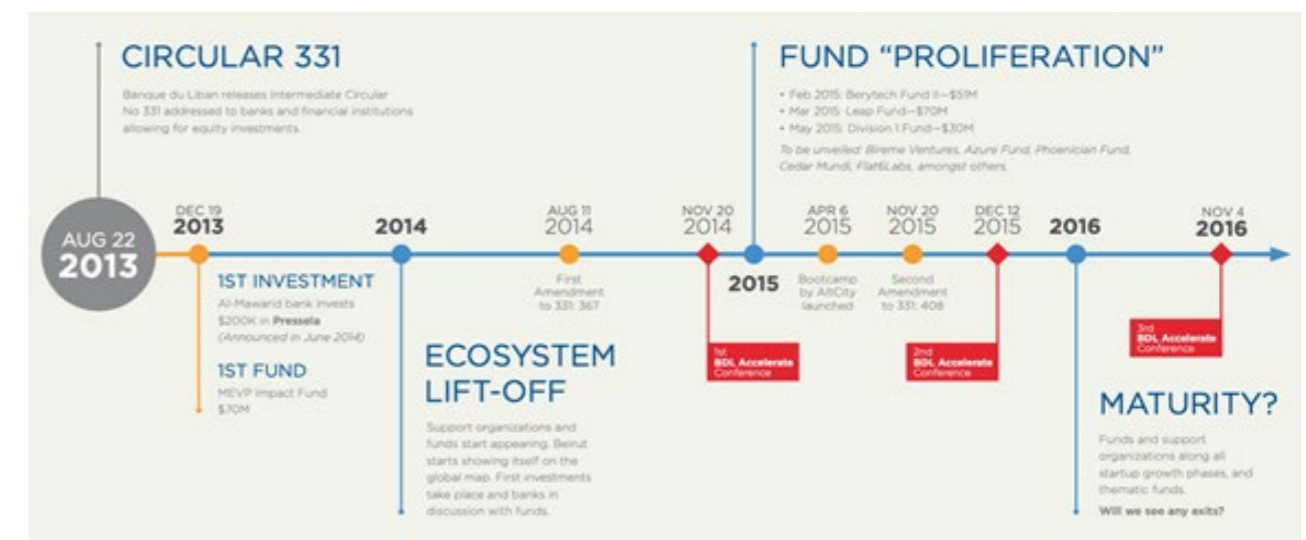 CIRCULAR 331
Banque du Liban releases Intermediate Circular
No 331 addressed to banks and financial institutions
allowing for equity investments.
FUND “PROLIFERATION”
• Feb 2015: Berytech Fund II—$51M
• Mar 2015: Leap Fund—$70M
• May 2015: Division 1 Fund—$30M
To be unveiled: Bireme Ventures, Azure Fund, Phoenician Fund,
Cedar Mundi, Flat6Labs, amongst others.
AUG 22
2013
DEC 19
2013
2014
AUG 11
2014
NOV 20
2014
2015
APR 6
2015
NOV 20
2015
DEC 12
2015
2016
NOV 4
2016
1ST INVESTMENT
Al-Mawarid bank invests
$200K in Pressela
(Announced in June 2014)
1ST FUND
MEVP Impact Fund
$70M
ECOSYSTEM
LIFT-OFF
Support organizations and
funds start appearing. Beirut
starts showing itself on the
global map. First investments
take place and banks in
discussion with funds.
First
Amendment
to 331: 367
1st
BDL Accelerate
Conference
Bootcamp
by AltCity
launched
Second
Amendment
to 331: 408
2nd
BDL Accelerate
Conference
3rd
BDL Accelerate
Conference
MATURITY?
Funds and support
organizations along all
startup growth phases, and
thematic funds.
Will we see any exits?